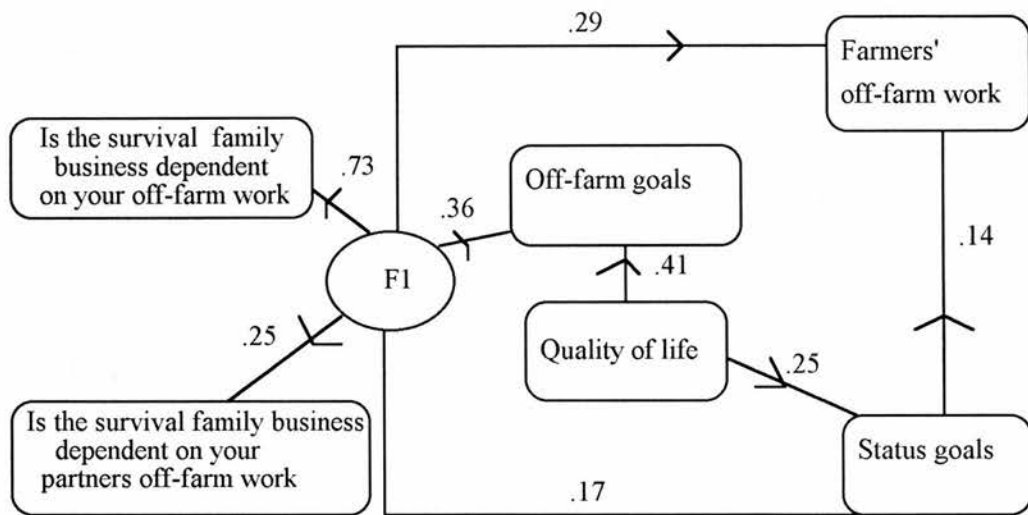 .29
Farmers'
off-farm work
Is the survival family
business dependent
on your off-farm work
.73
Off-farm goals
.36
.14
F1
.41
.25
Quality of life
.25
Is the survival family business
dependent on your
partners off-farm work
Status goals
.17